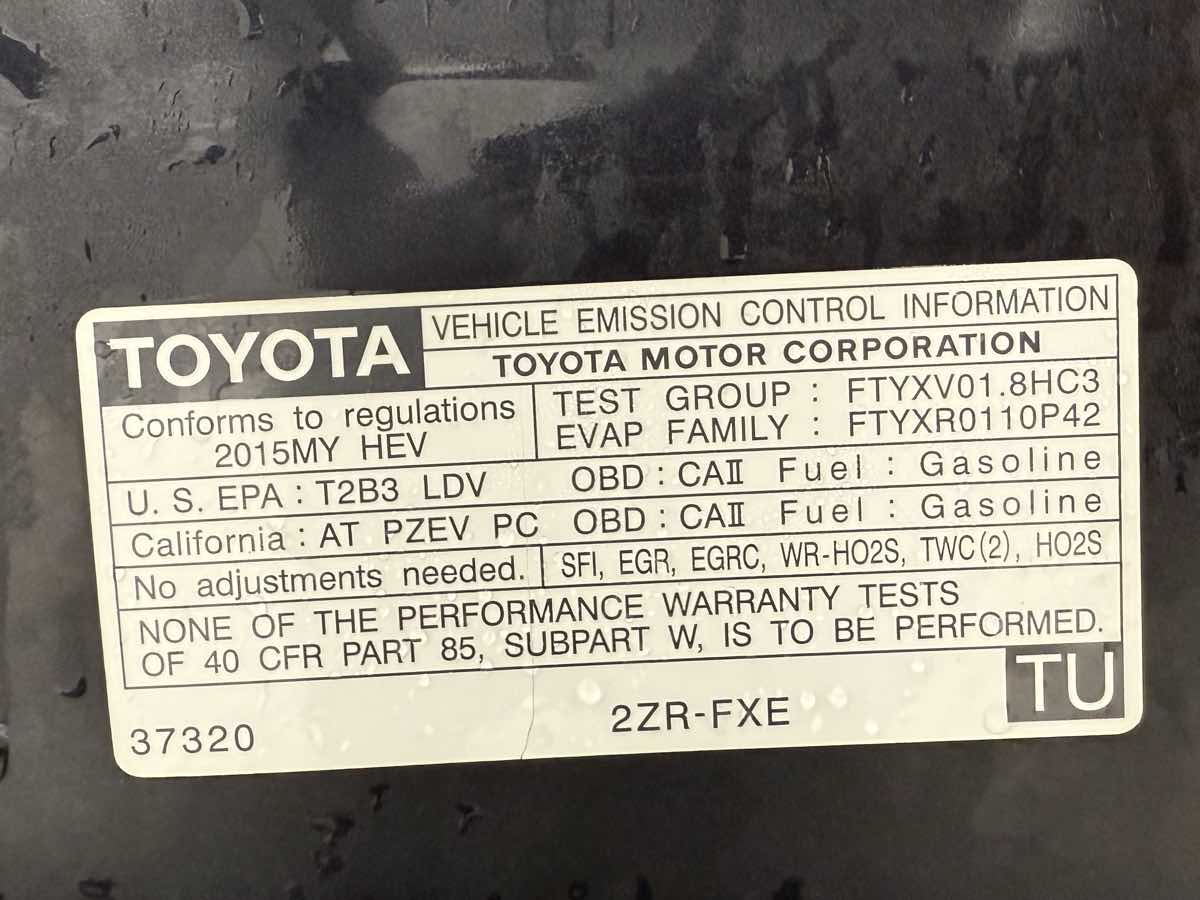 TOYOTA VEHICLE EMISSION CONTROL INFORMATION
TOYOTA MOTOR CORPORATION
Conforms to regulations
2015MY HEV
TEST GROUP : FTYXV01.8HC3
EVAP FAMILY : FTYXR0110P42
U. S. EPA : T2B3 LDV OBD : CAⅡ Fuel : Gasoline
California : AT PZEV PC OBD : CAⅡ Fuel : Gasoline
No adjustments needed. SFI, EGR, EGRC, WR-HO2S, TWC(2), HO2S
NONE OF THE PERFORMANCE WARRANTY TESTS
OF 40 CFR PART 85, SUBPART W, IS TO BE PERFORMED.
TU
37320 2ZR-FXE